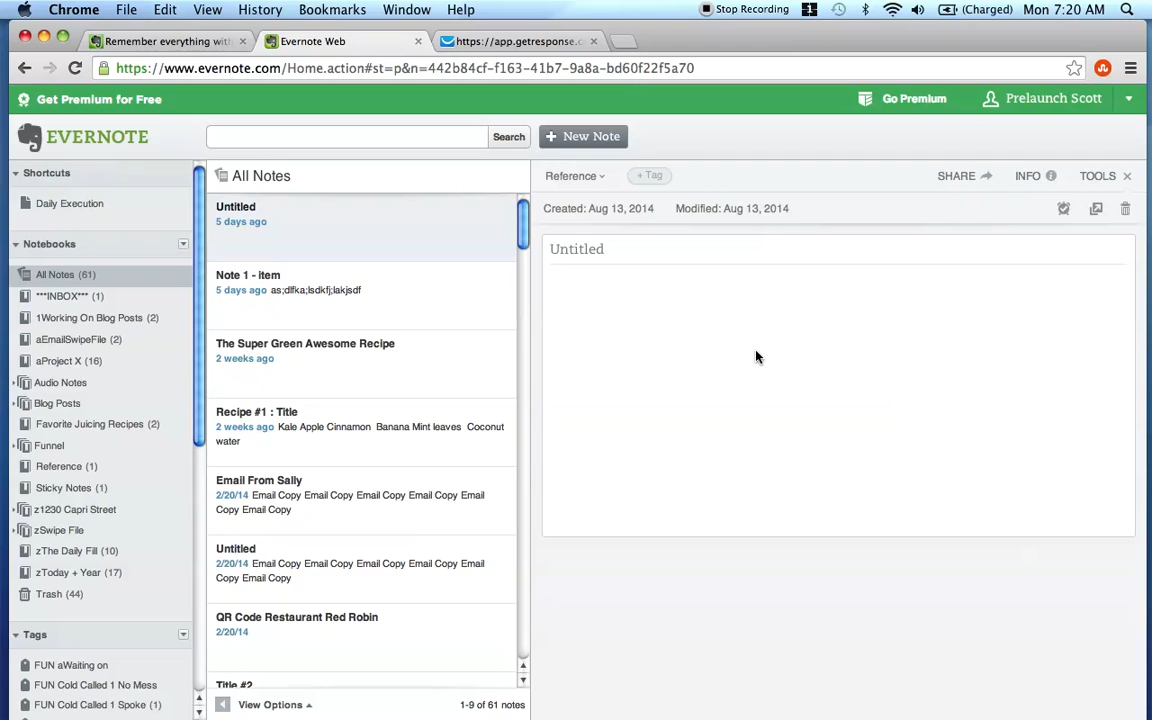 Chrome File Edit View History Bookmarks Window Help Stop Recording (Charged) Mon 7:20 AM
Remember everything with Evernote Web https://app.getresponse.c
https://www.evernote.com/Home.action#st=p&n=442b84cf-f163-41b7-9a8a-bd60f22f5a70
Get Premium for Free Go Premium Prelaunch Scott
EVERNOTE Search + New Note
Shortcuts
Daily Execution
Notebooks
All Notes (61)
***INBOX*** (1)
1Working On Blog Posts (2)
aEmailSwipeFile (2)
aProject X (16)
Audio Notes
Blog Posts
Favorite Juicing Recipes (2)
Funnel
Reference (1)
Sticky Notes (1)
z1230 Capri Street
zSwipe File
zThe Daily Fill (10)
zToday + Year (17)
Trash (44)
Tags
FUN aWaiting on
FUN Cold Called 1 No Mess
FUN Cold Called 1 Spoke (1)
All Notes
Untitled
5 days ago
Note 1 - item
5 days ago as;dlfka;lsdkfj;lakjsdf
The Super Green Awesome Recipe
2 weeks ago
Recipe #1 : Title
2 weeks ago Kale Apple Cinnamon Banana Mint leaves Coconut
water
Email From Sally
2/20/14 Email Copy Email Copy Email Copy Email Copy Email
Copy Email Copy
Untitled
2/20/14 Email Copy Email Copy Email Copy Email Copy Email
Copy Email Copy
QR Code Restaurant Red Robin
2/20/14
Title #2
View Options 1-9 of 61 notes
Reference + Tag SHARE INFO TOOLS
Created: Aug 13, 2014 Modified: Aug 13, 2014
Untitled